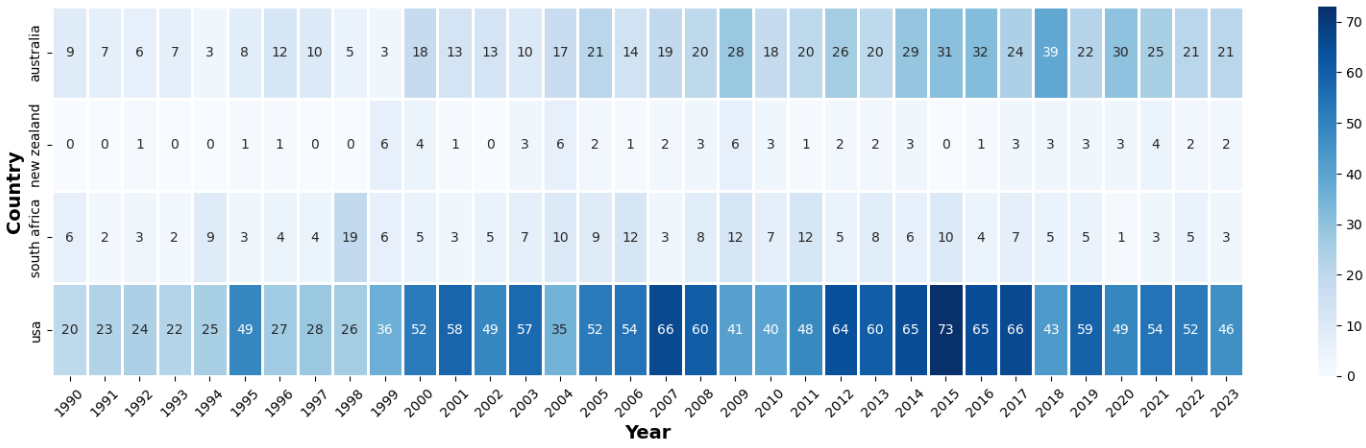 australia 9 7 6 7 3 8 12 10 5 3 18 13 13 10 17 21 14 19 20 28 18 20 26 20 29 31 32 24 39 22 30 25 21 21
new zealand 0 0 1 0 0 1 1 0 0 6 4 1 0 3 6 2 1 2 3 6 3 1 2 2 3 0 1 3 3 3 3 4 2 2
south africa 6 2 3 2 9 3 4 4 19 6 5 3 5 7 10 9 12 3 8 12 7 12 5 8 6 10 4 7 5 5 1 3 5 3
usa 20 23 24 22 25 49 27 28 26 36 52 58 49 57 35 52 54 66 60 41 40 48 64 60 65 73 65 66 43 59 49 54 52 46
Country
1990 1991 1992 1993 1994 1995 1996 1997 1998 1999 2000 2001 2002 2003 2004 2005 2006 2007 2008 2009 2010 2011 2012 2013 2014 2015 2016 2017 2018 2019 2020 2021 2022 2023
Year
70
60
50
40
30
20
10
0